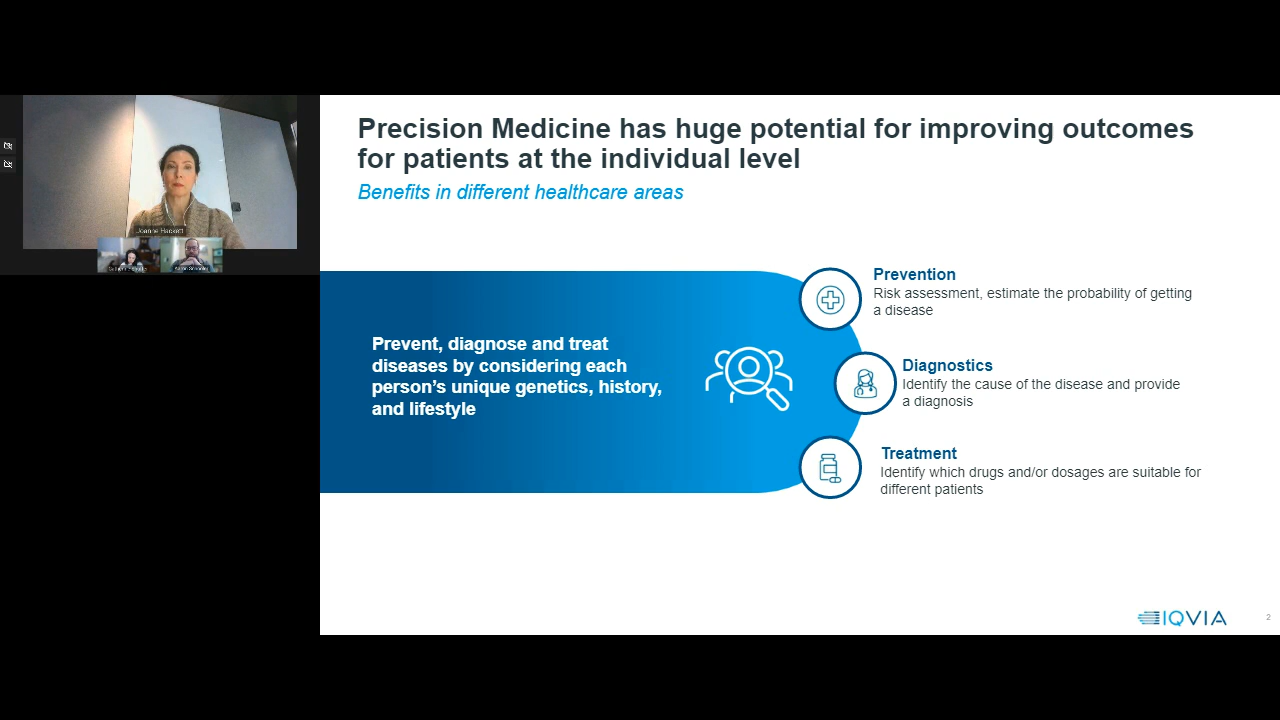 Joanne Hackett
Precision Medicine has huge potential for improving outcomes
for patients at the individual level
Benefits in different healthcare areas
Prevent, diagnose and treat
diseases by considering each
person's unique genetics, history,
and lifestyle
Prevention
Risk assessment, estimate the probability of getting
a disease
Diagnostics
Identify the cause of the disease and provide
a diagnosis
Treatment
Identify which drugs and/or dosages are suitable for
different patients
IQVIA
2